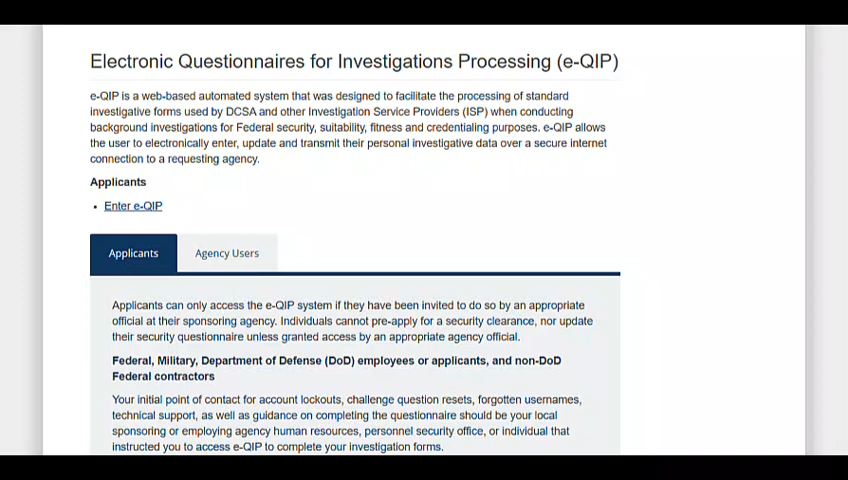 Electronic Questionnaires for Investigations Processing (e-QIP)
e-QIP is a web-based automated system that was designed to facilitate the processing of standard
investigative forms used by DCSA and other Investigation Service Providers (ISP) when conducting
background investigations for Federal security, suitability, fitness and credentialing purposes. e-QIP allows
the user to electronically enter, update and transmit their personal investigative data over a secure internet
connection to a requesting agency.
Applicants
• Enter e-QIP
Applicants Agency Users
Applicants can only access the e-QIP system if they have been invited to do so by an appropriate
official at their sponsoring agency. Individuals cannot pre-apply for a security clearance, nor update
their security questionnaire unless granted access by an appropriate agency official.
Federal, Military, Department of Defense (DoD) employees or applicants, and non-DoD
Federal contractors
Your initial point of contact for account lockouts, challenge question resets, forgotten usernames,
technical support, as well as guidance on completing the questionnaire should be your local
sponsoring or employing agency human resources, personnel security office, or individual that
instructed you to access e-QIP to complete your investigation forms.